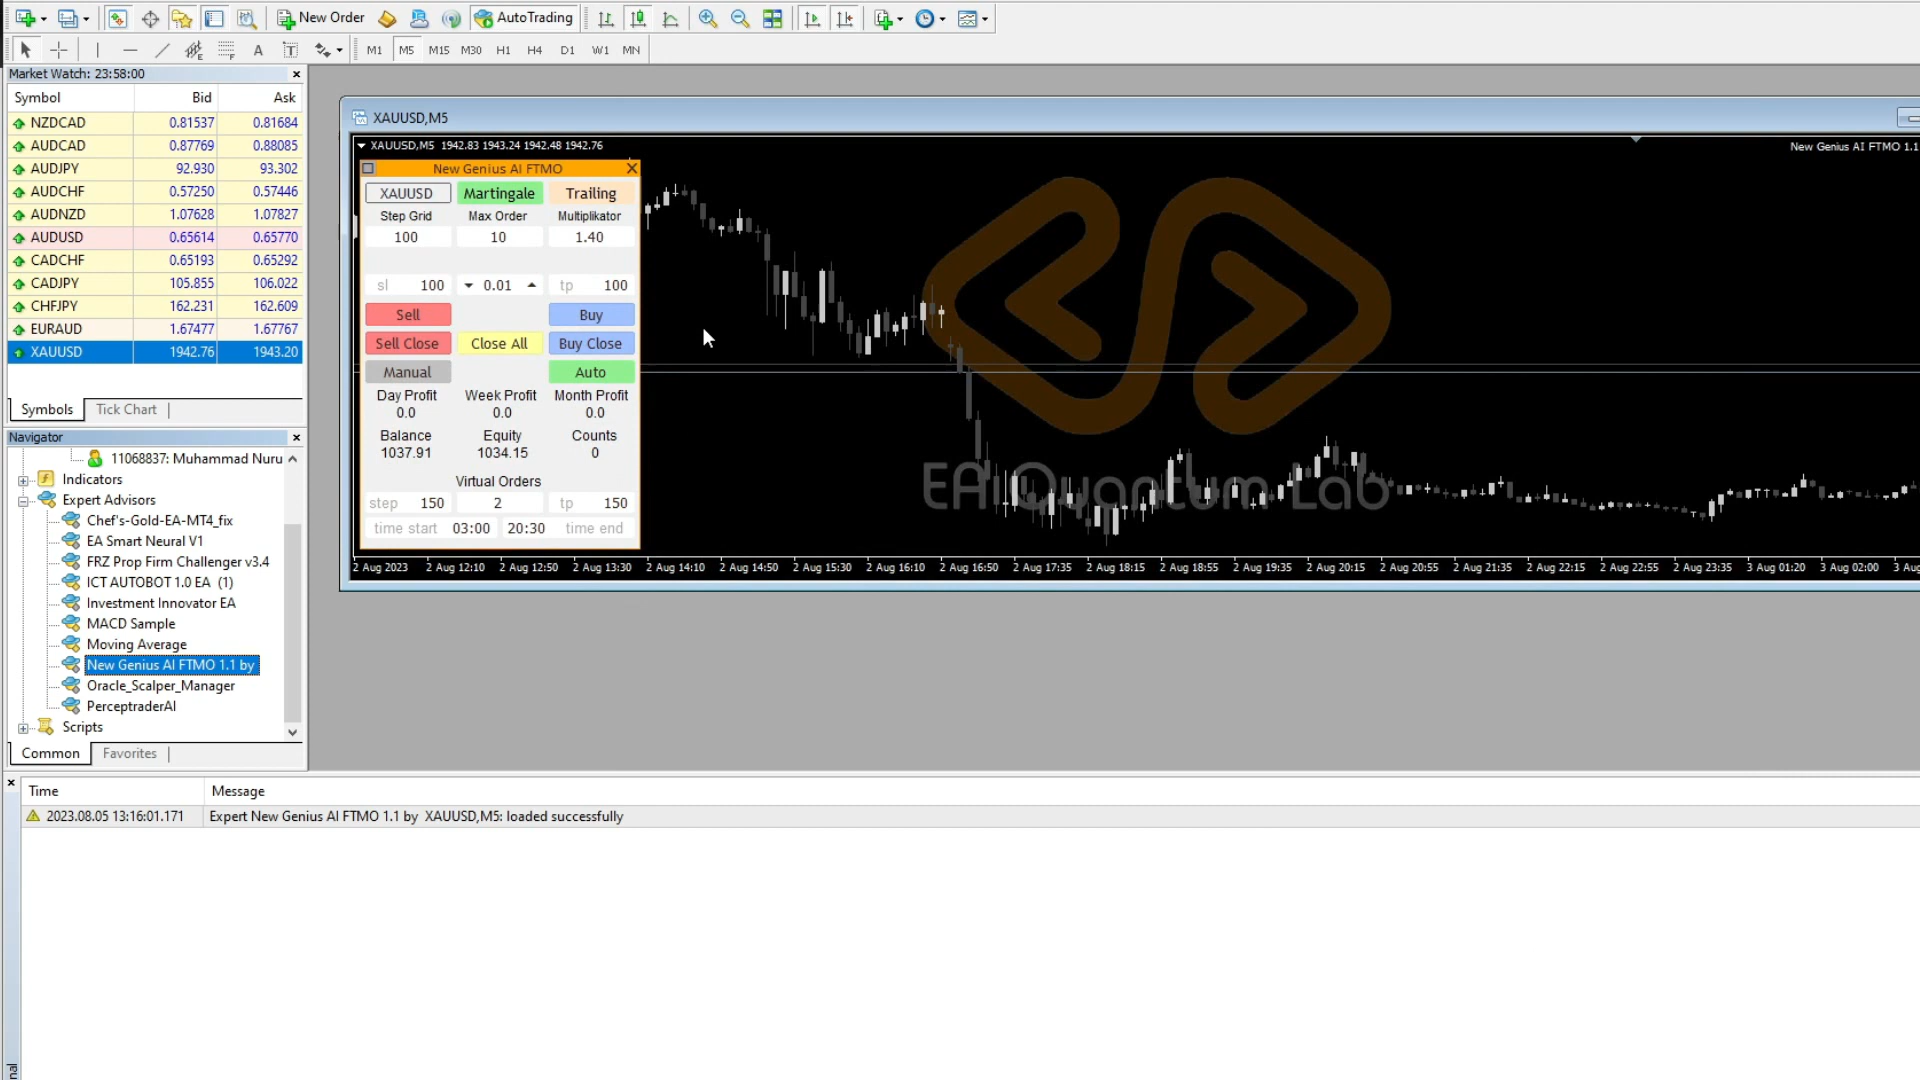 New Order AutoTrading
A T M1 M5 M15 M30 H1 H4 D1 W1 MN
Market Watch: 23:58:00
Symbol Bid Ask
NZDCAD 0.81537 0.81684
AUDCAD 0.87769 0.88085
AUDJPY 92.930 93.302
AUDCHF 0.57250 0.57446
AUDNZD 1.07628 1.07827
AUDUSD 0.65614 0.65770
CADCHF 0.65193 0.65292
CADJPY 105.855 106.022
CHFJPY 162.231 162.609
EURAUD 1.67477 1.67767
XAUUSD 1942.76 1943.20
Symbols Tick Chart
Navigator
11068837: Muhammad Nuru
Indicators
Expert Advisors
Chef's-Gold-EA-MT4_fix
EA Smart Neural V1
FRZ Prop Firm Challenger v3.4
ICT AUTOBOT 1.0 EA (1)
Investment Innovator EA
MACD Sample
Moving Average
New Genius AI FTMO 1.1 by
Oracle_Scalper_Manager
PerceptraderAI
Scripts
Common Favorites
XAUUSD,M5
XAUUSD,M5 1942.83 1943.24 1942.48 1942.76
New Genius AI FTMO 1.1
New Genius AI FTMO X
XAUUSD Martingale Trailing
Step Grid Max Order Multiplikator
100 10 1.40
sl 100 0.01 tp 100
Sell Buy
Sell Close Close All Buy Close
Manual Auto
Day Profit Week Profit Month Profit
0.0 0.0 0.0
Balance Equity Counts
1037.91 1034.15 0
Virtual Orders
step 150 2 tp 150
time start 03:00 20:30 time end
EAI Quantum Lab
2 Aug 2023 2 Aug 12:10 2 Aug 12:50 2 Aug 13:30 2 Aug 14:10 2 Aug 14:50 2 Aug 15:30 2 Aug 16:10 2 Aug 16:50 2 Aug 17:35 2 Aug 18:15 2 Aug 18:55 2 Aug 19:35 2 Aug 20:15 2 Aug 20:55 2 Aug 21:35 2 Aug 22:15 2 Aug 22:55 2 Aug 23:35 3 Aug 01:20 3 Aug 02:00 3 Aug
Time Message
2023.08.05 13:16:01.171 Expert New Genius AI FTMO 1.1 by XAUUSD,M5: loaded successfully